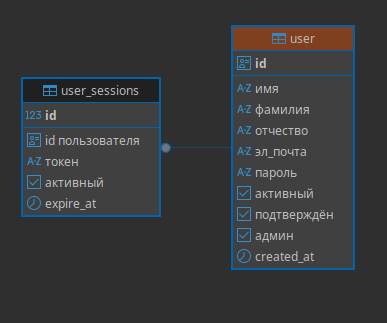 user_sessions
123 id
id пользователя
A-Z токен
активный
expire_at
user
id
A-Z имя
A-Z фамилия
A-Z отчество
A-Z эл_почта
A-Z пароль
активный
подтверждён
админ
created_at